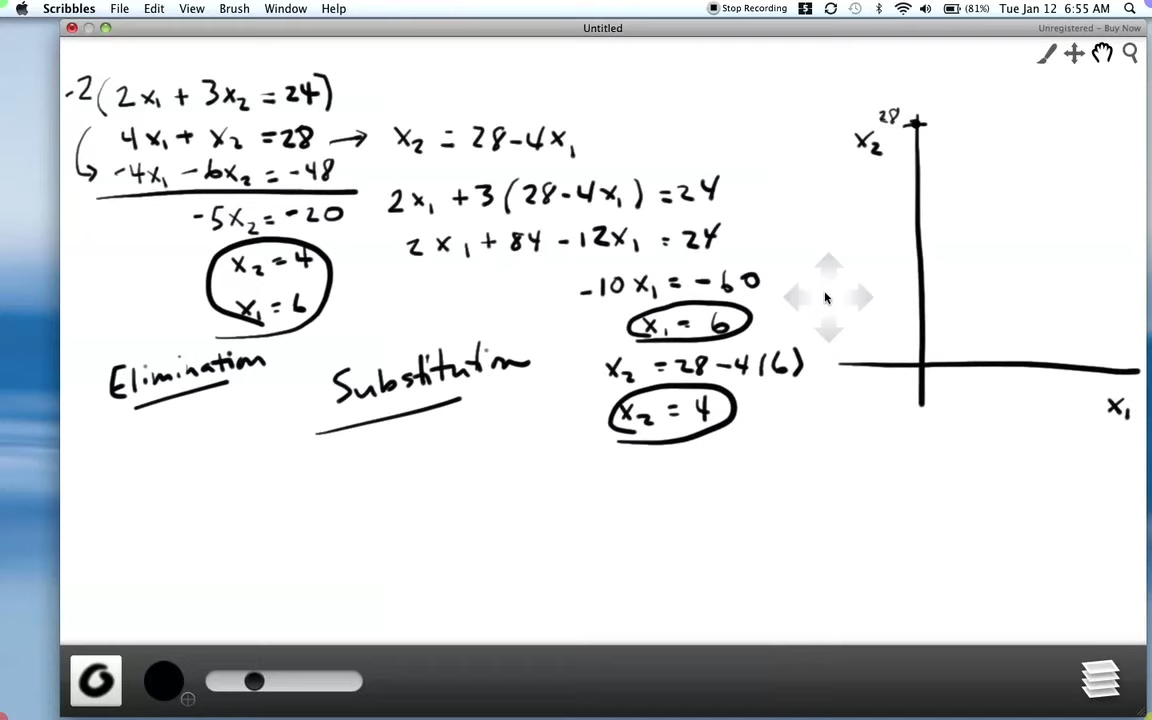 Scribbles File Edit View Brush Window Help Stop Recording (81%) Tue Jan 12 6:55 AM
Untitled
Unregistered - Buy Now
-2(2x₁ + 3x₂ = 24)
4x₁ + x₂ = 28 → x₂ = 28 - 4x₁
-4x₁ - 6x₂ = -48
-5x₂ = -20
x₂ = 4
x₁ = 6
Elimination
2x₁ + 3(28 - 4x₁) = 24
2x₁ + 84 - 12x₁ = 24
-10x₁ = -60
x₁ = 6
x₂ = 28 - 4(6)
x₂ = 4
Substitution
28
x₂
x₁